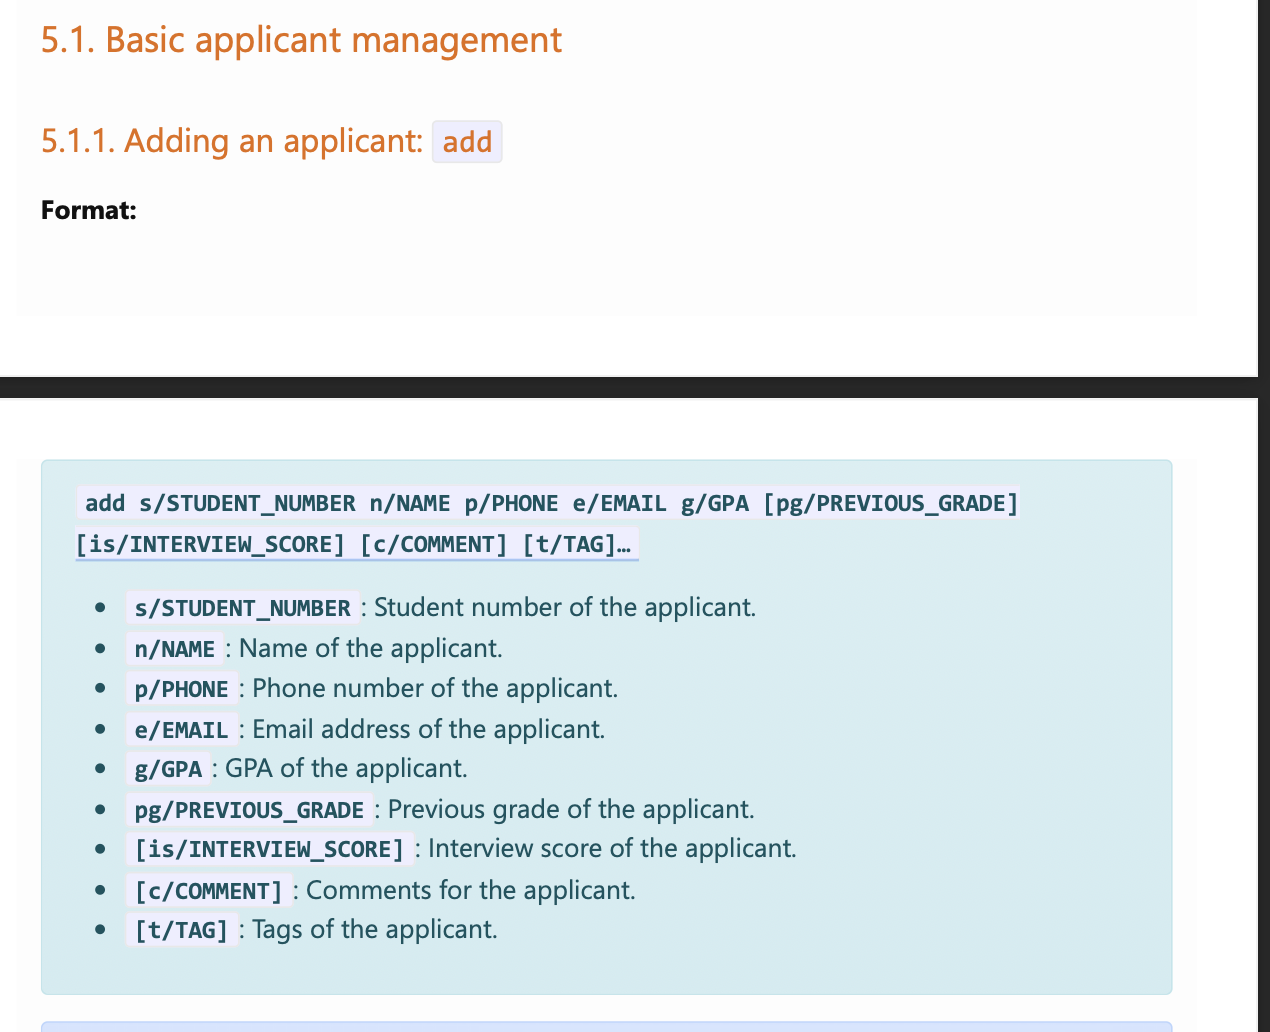 5.1. Basic applicant management
5.1.1. Adding an applicant: add
Format:
add s/STUDENT_NUMBER n/NAME p/PHONE e/EMAIL g/GPA [pg/PREVIOUS_GRADE]
[is/INTERVIEW_SCORE] [c/COMMENT] [t/TAG]…
• s/STUDENT_NUMBER : Student number of the applicant.
• n/NAME : Name of the applicant.
• p/PHONE : Phone number of the applicant.
• e/EMAIL : Email address of the applicant.
• g/GPA : GPA of the applicant.
• pg/PREVIOUS_GRADE : Previous grade of the applicant.
• [is/INTERVIEW_SCORE] : Interview score of the applicant.
• [c/COMMENT] : Comments for the applicant.
• [t/TAG] : Tags of the applicant.